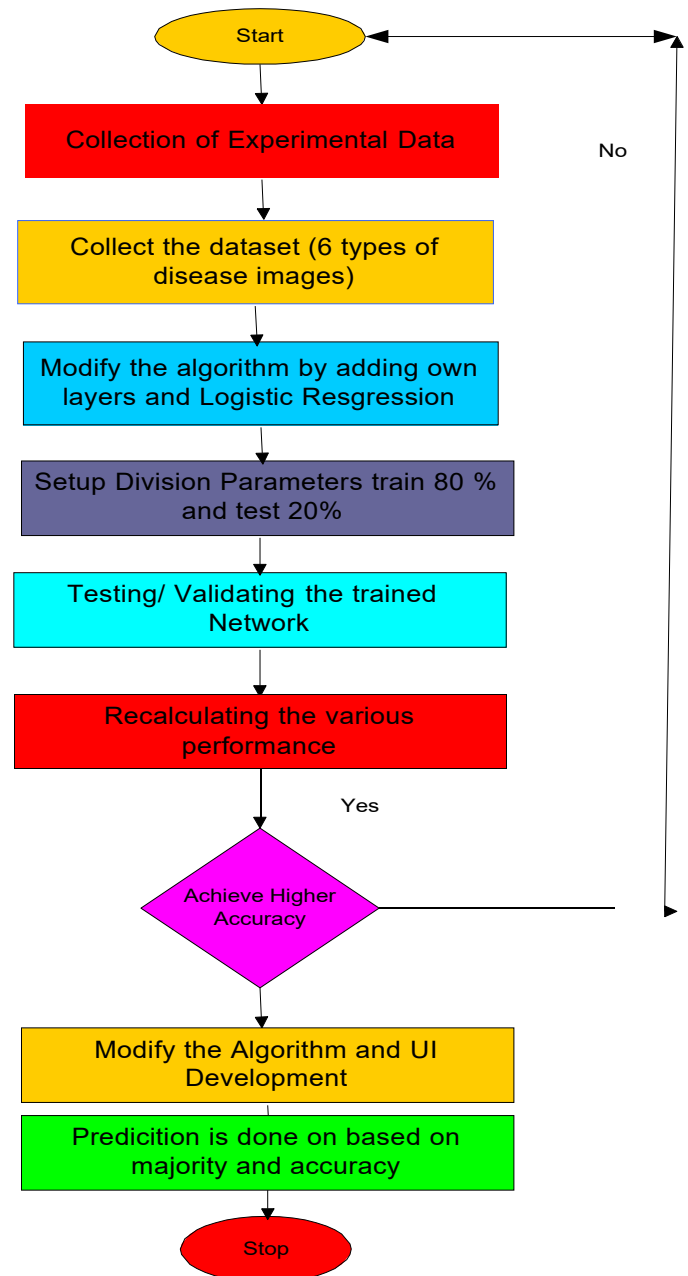 Start
Collection of Experimental Data
No
Collect the dataset (6 types of
disease images)
Modify the algorithm by adding own
layers and Logistic Resgression
Setup Division Parameters train 80 %
and test 20%
Testing/ Validating the trained
Network
Recalculating the various
performance
Yes
Achieve Higher
Accuracy
Modify the Algorithm and UI
Development
Predicition is done on based on
majority and accuracy
Stop